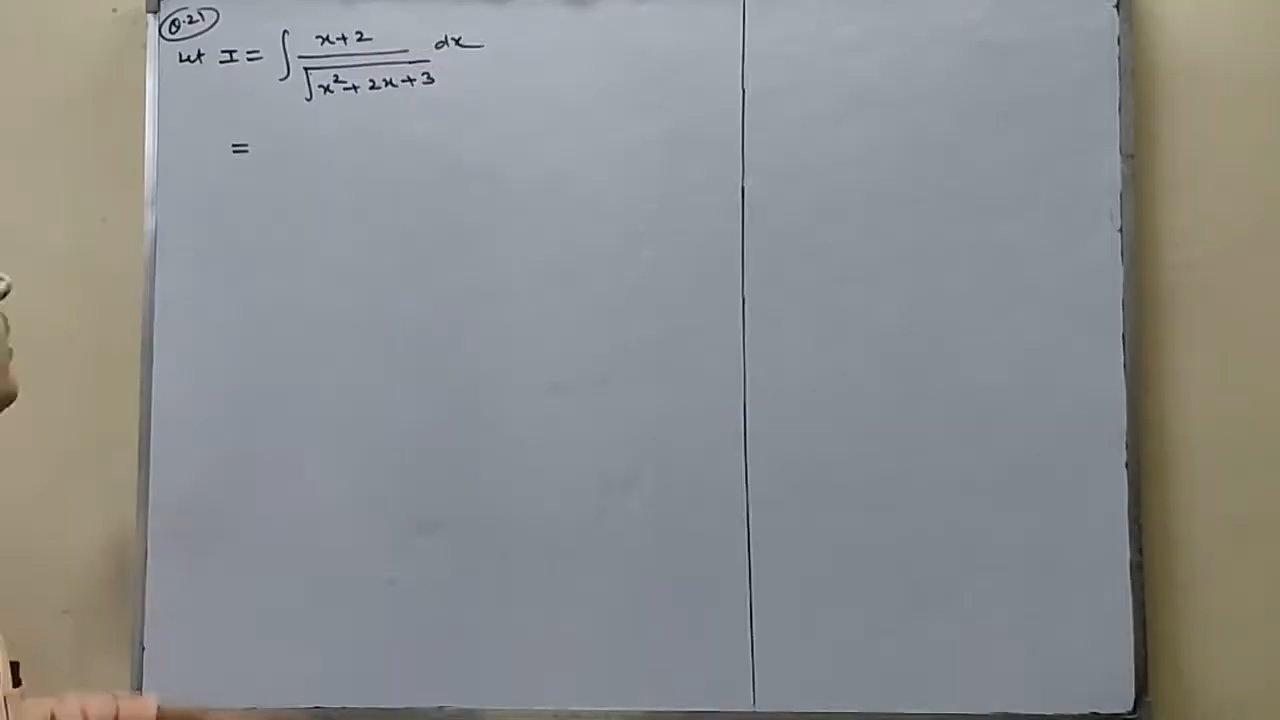 Q.21
Let I = ∫ x+2 / √x²+2x+3 dx
=